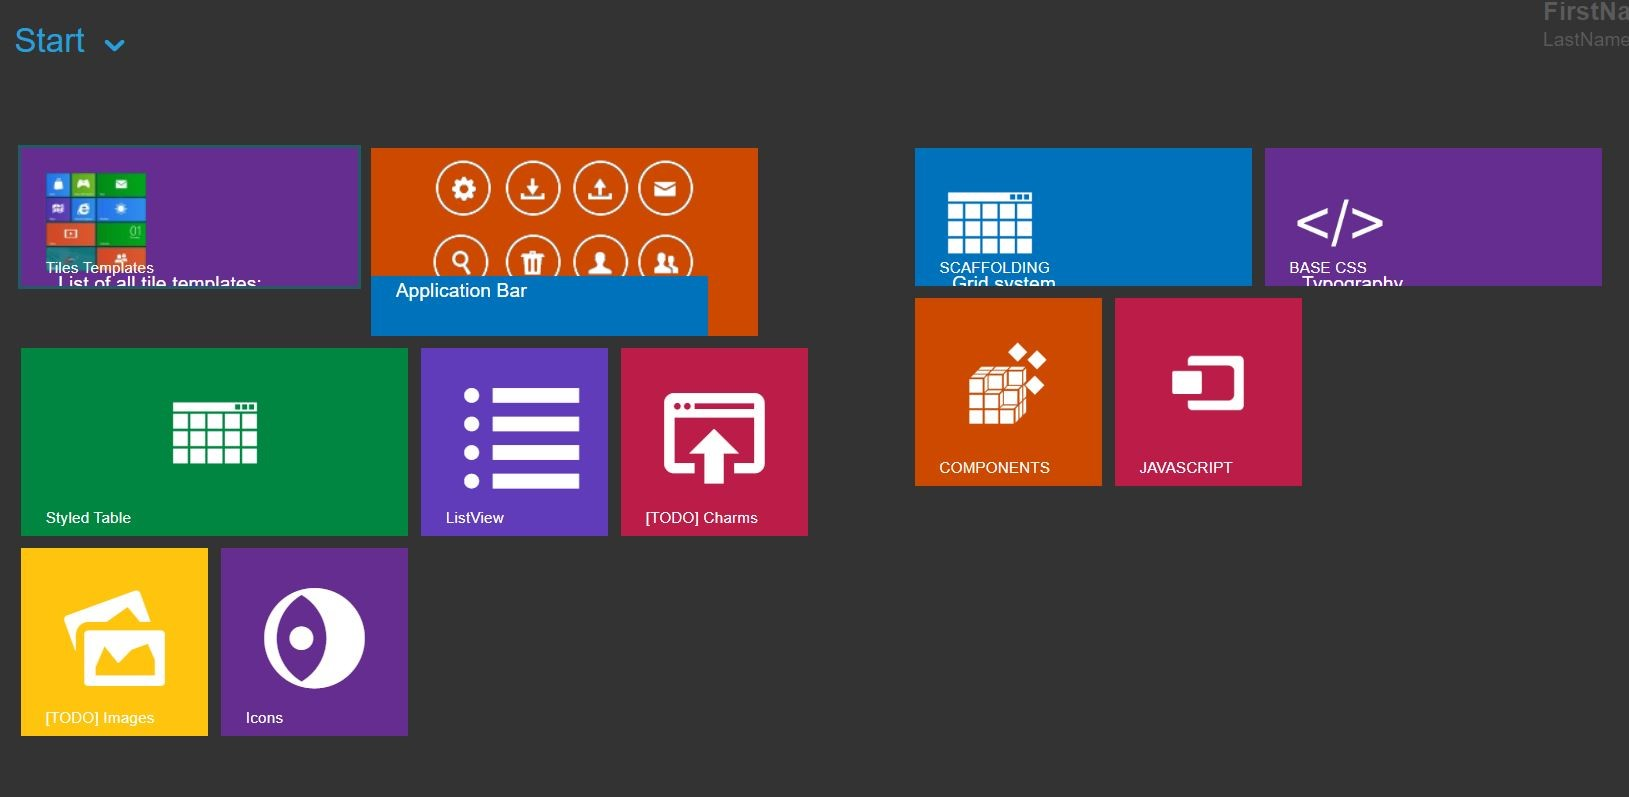 Start
FirstNa
LastName
Tiles Templates
List of all tile templates:
Application Bar
SCAFFOLDING
Grid system
BASE CSS
Typography
Styled Table
ListView
[TODO] Charms
COMPONENTS
JAVASCRIPT
[TODO] Images
Icons